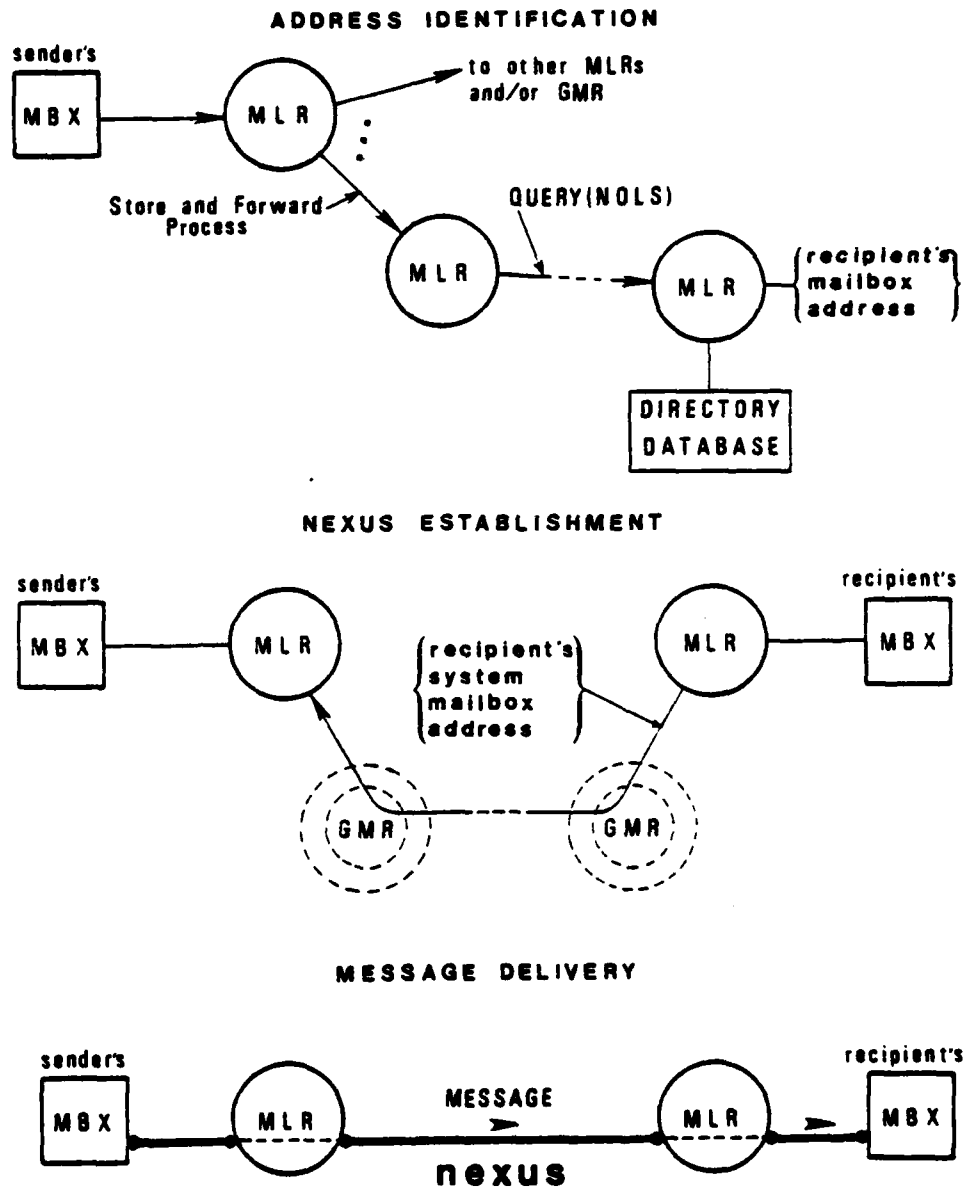 ADDRESS IDENTIFICATION
sender's
MBX
MLR
to other MLRs
and/or GMR
Store and Forward
Process
MLR
QUERY(NOLS)
MLR
recipient's
mailbox
address
DIRECTORY
DATABASE
NEXUS ESTABLISHMENT
sender's
MBX
MLR
recipient's
system
mailbox
address
MLR
recipient's
MBX
GMR
GMR
MESSAGE DELIVERY
sender's
MBX
MLR
MESSAGE
nexus
MLR
recipient's
MBX